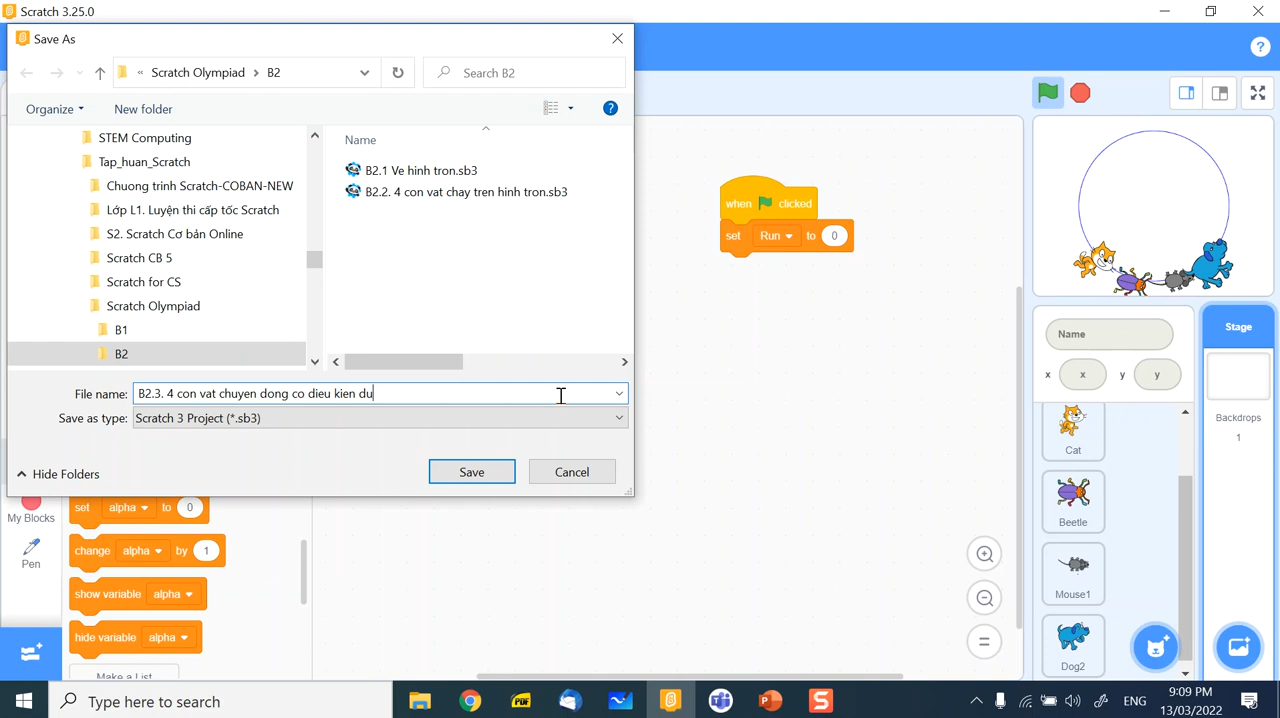 Scratch 3.25.0
Save As
« Scratch Olympiad > B2
Search B2
Organize
New folder
STEM Computing
Tap_huan_Scratch
Chuong trinh Scratch-COBAN-NEW
Lớp L1. Luyện thi cấp tốc Scratch
S2. Scratch Cơ bản Online
Scratch CB 5
Scratch for CS
Scratch Olympiad
B1
B2
Name
B2.1 Ve hinh tron.sb3
B2.2. 4 con vat chay tren hinh tron.sb3
File name: B2.3. 4 con vat chuyen dong co dieu kien du
Save as type: Scratch 3 Project (*.sb3)
Hide Folders
Save
Cancel
when clicked
set Run to 0
My Blocks
Pen
set alpha to 0
change alpha by 1
show variable alpha
hide variable alpha
Make a List
Name
x x y y
Cat
Beetle
Mouse1
Dog2
Stage
Backdrops
1
Type here to search
PDF
ENG
9:09 PM
13/03/2022